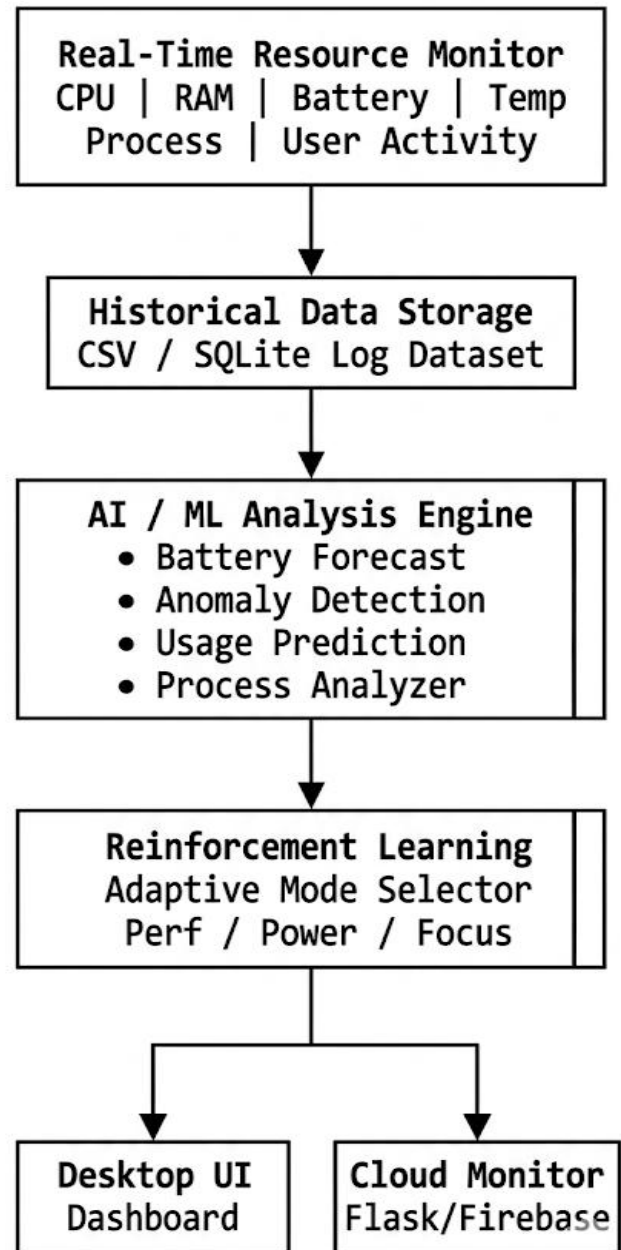 Real-Time Resource Monitor
CPU | RAM | Battery | Temp
Process | User Activity
Historical Data Storage
CSV / SQLite Log Dataset
AI / ML Analysis Engine
• Battery Forecast
• Anomaly Detection
• Usage Prediction
• Process Analyzer
Reinforcement Learning
Adaptive Mode Selector
Perf / Power / Focus
Desktop UI
Dashboard
Cloud Monitor
Flask/Firebase